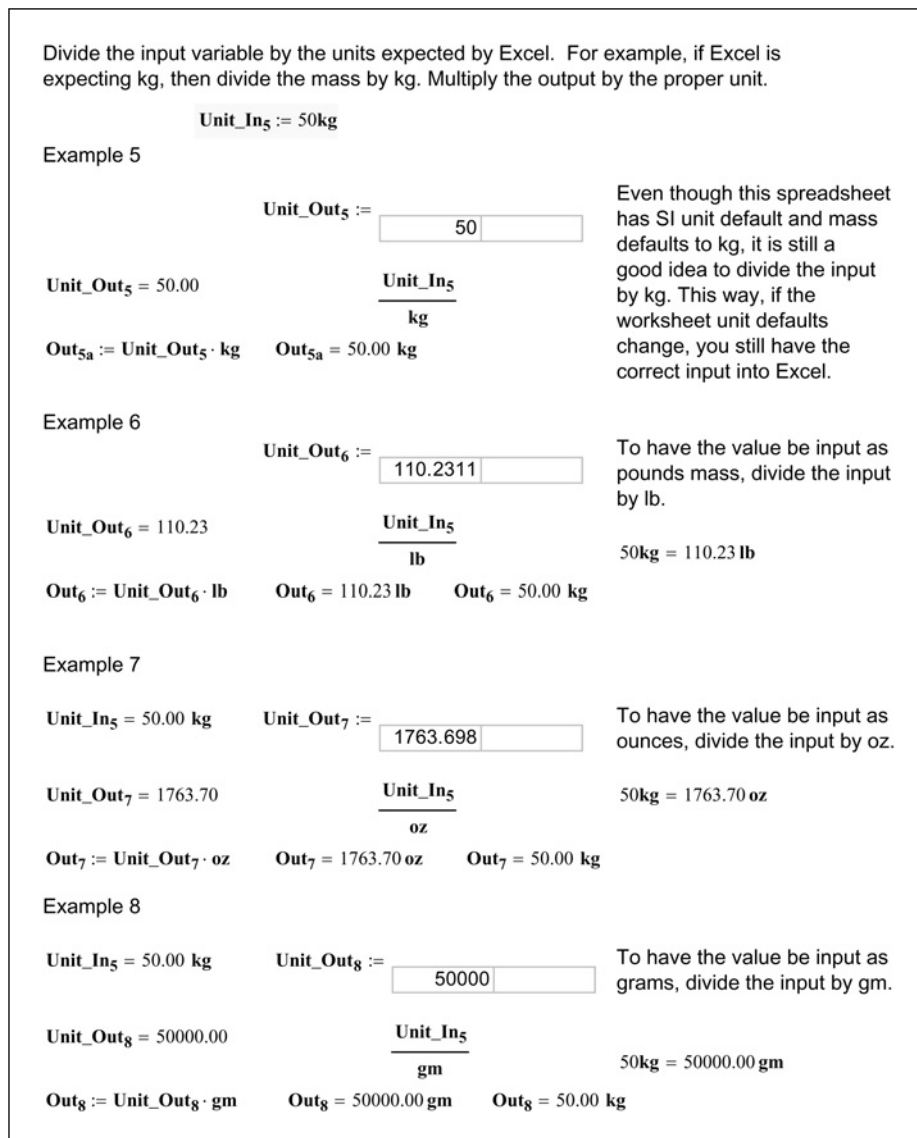 Divide the input variable by the units expected by Excel. For example, if Excel is
expecting kg, then divide the mass by kg. Multiply the output by the proper unit.
Unit_In5 := 50kg
Example 5
Unit_Out5 :=
50
Unit_Out5 = 50.00
Unit_In5
kg
Out5a := Unit_Out5 · kg Out5a = 50.00 kg
Even though this spreadsheet
has SI unit default and mass
defaults to kg, it is still a
good idea to divide the input
by kg. This way, if the
worksheet unit defaults
change, you still have the
correct input into Excel.
Example 6
Unit_Out6 :=
110.2311
To have the value be input as
pounds mass, divide the input
by lb.
Unit_Out6 = 110.23
Unit_In5
lb
50kg = 110.23 lb
Out6 := Unit_Out6 · lb Out6 = 110.23 lb Out6 = 50.00 kg
Example 7
Unit_In5 = 50.00 kg Unit_Out7 :=
1763.698
To have the value be input as
ounces, divide the input by oz.
Unit_Out7 = 1763.70
Unit_In5
oz
50kg = 1763.70 oz
Out7 := Unit_Out7 · oz Out7 = 1763.70 oz Out7 = 50.00 kg
Example 8
Unit_In5 = 50.00 kg Unit_Out8 :=
50000
To have the value be input as
grams, divide the input by gm.
Unit_Out8 = 50000.00
Unit_In5
gm
50kg = 50000.00 gm
Out8 := Unit_Out8 · gm Out8 = 50000.00 gm Out8 = 50.00 kg